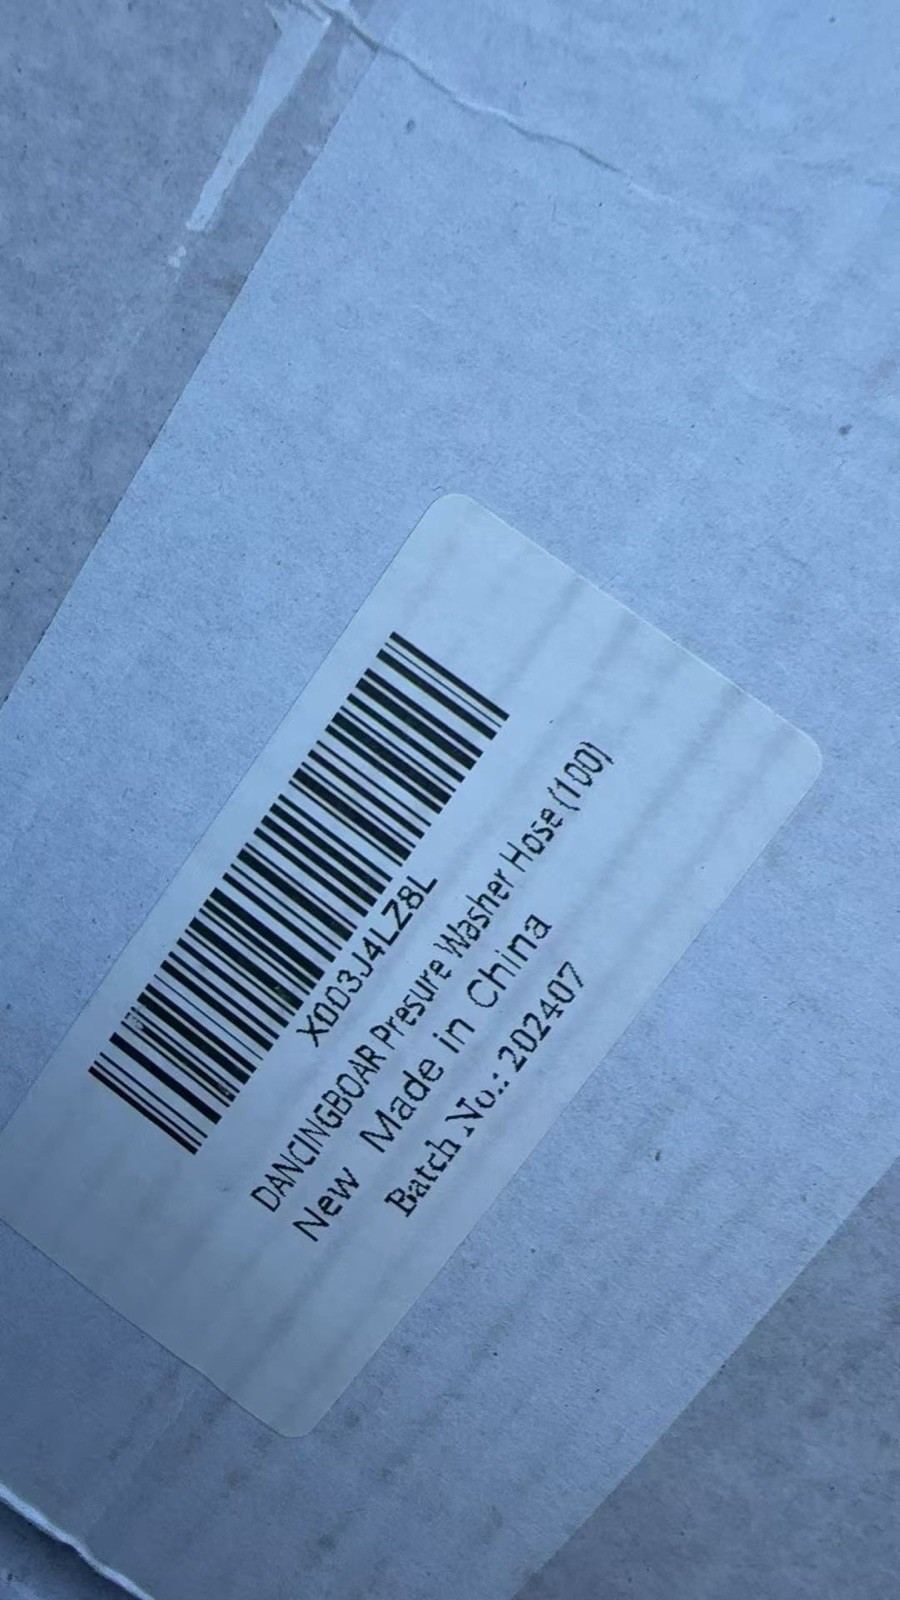 X003J4LZ8L
DANCINGBOAR Presure Washer Hose (100)
New Made in China
Batch No.: 202407